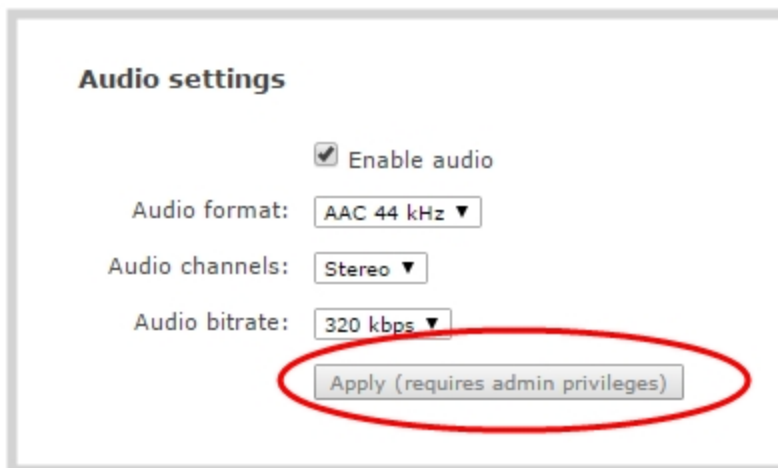 Audio settings
Enable audio
Audio format: AAC 44 kHz
Audio channels: Stereo
Audio bitrate: 320 kbps
Apply (requires admin privileges)